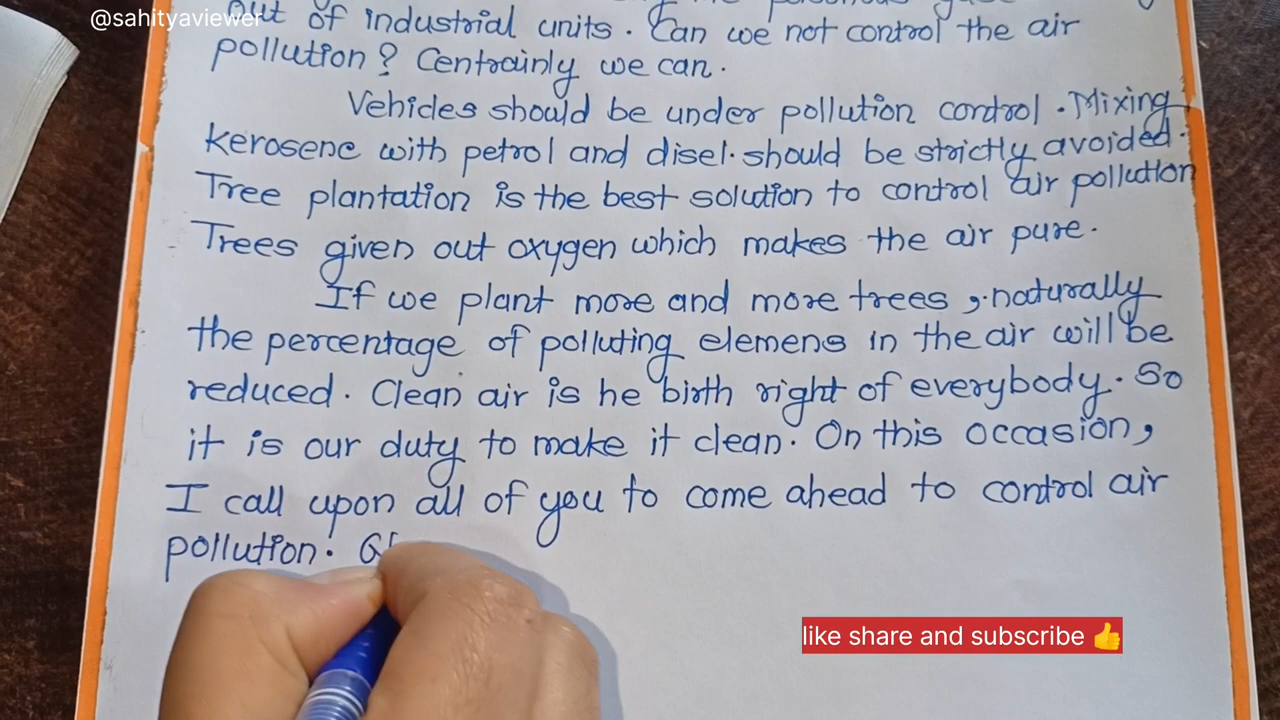 @sahityaviewer
out of industrial units. Can we not control the air
pollution? Centrainly we can.
Vehicles should be under pollution control. Mixing
kerosene with petrol and disel. should be strictly avoided.
Tree plantation is the best solution to control air pollution
Trees given out oxygen which makes the air pure.
If we plant more and more trees, naturally
the percentage of polluting elemens in the air will be
reduced. Clean air is he birth right of everybody. So
it is our duty to make it clean. On this occasion,
I call upon all of you to come ahead to control air
pollution.
like share and subscribe 👍